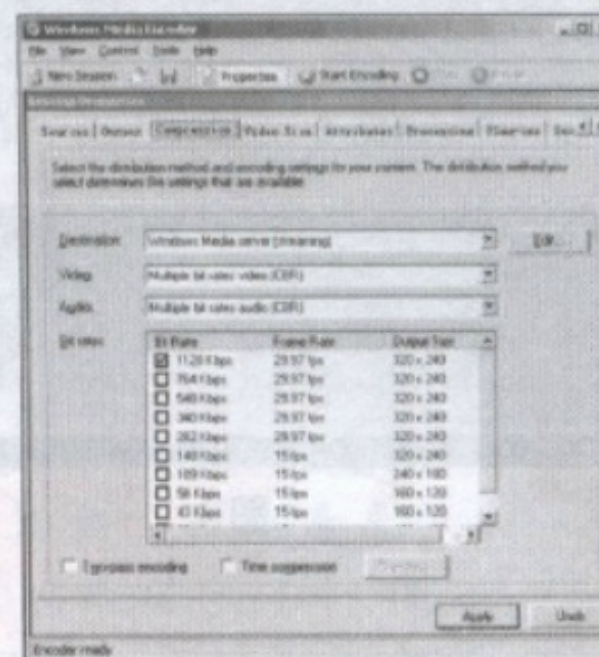 Windows Media Encoder
File View Control Tools Help
New Session Properties Start Encoding
Session Properties
Sources Output Compression Video Size Attributes Processing Plug-ins
Select the distribution method and encoding settings for your content. The distribution method you
select determines the settings that are available.
Destination: Windows Media server (streaming) Edit...
Video: Multiple bit rates video (CBR)
Audio: Multiple bit rates audio (CBR)
Bit rates: Bit Rate Frame Rate Output Size
1128 Kbps 29.97 fps 320 x 240
764 Kbps 29.97 fps 320 x 240
548 Kbps 29.97 fps 320 x 240
340 Kbps 29.97 fps 320 x 240
282 Kbps 29.97 fps 320 x 240
148 Kbps 15 fps 320 x 240
109 Kbps 15 fps 240 x 180
58 Kbps 15 fps 160 x 120
43 Kbps 15 fps 160 x 120
Two-pass encoding Time compression
Apply Undo
Encoder ready